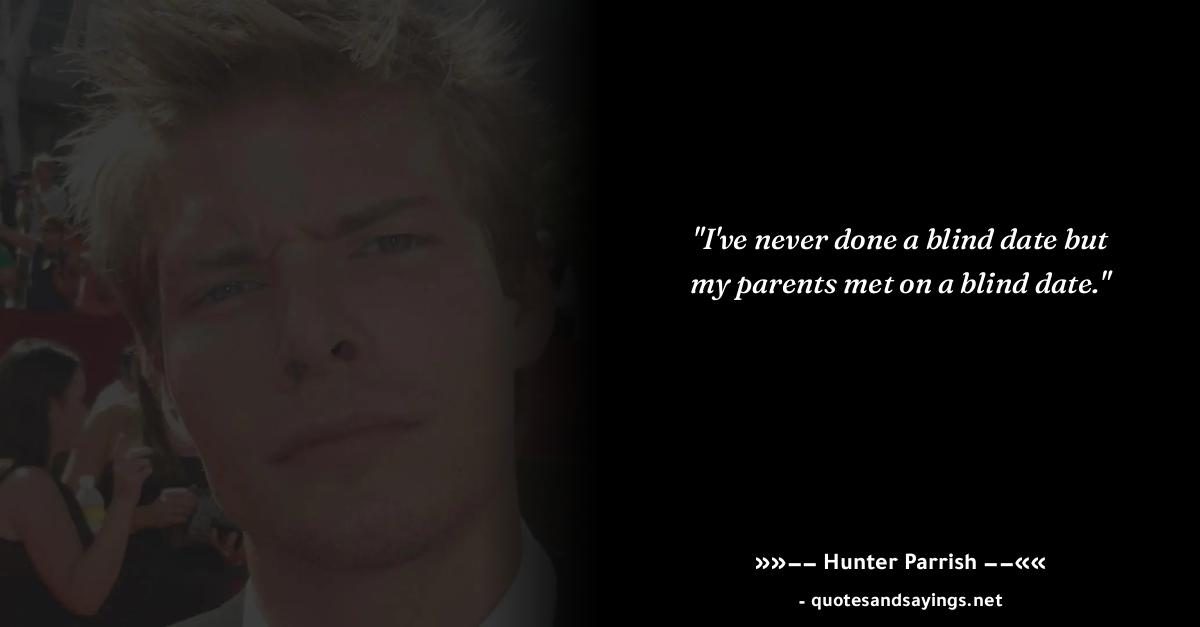 "I've never done a blind date but
my parents met on a blind date."
»»−− Hunter Parrish −−««
- quotesandsayings.net